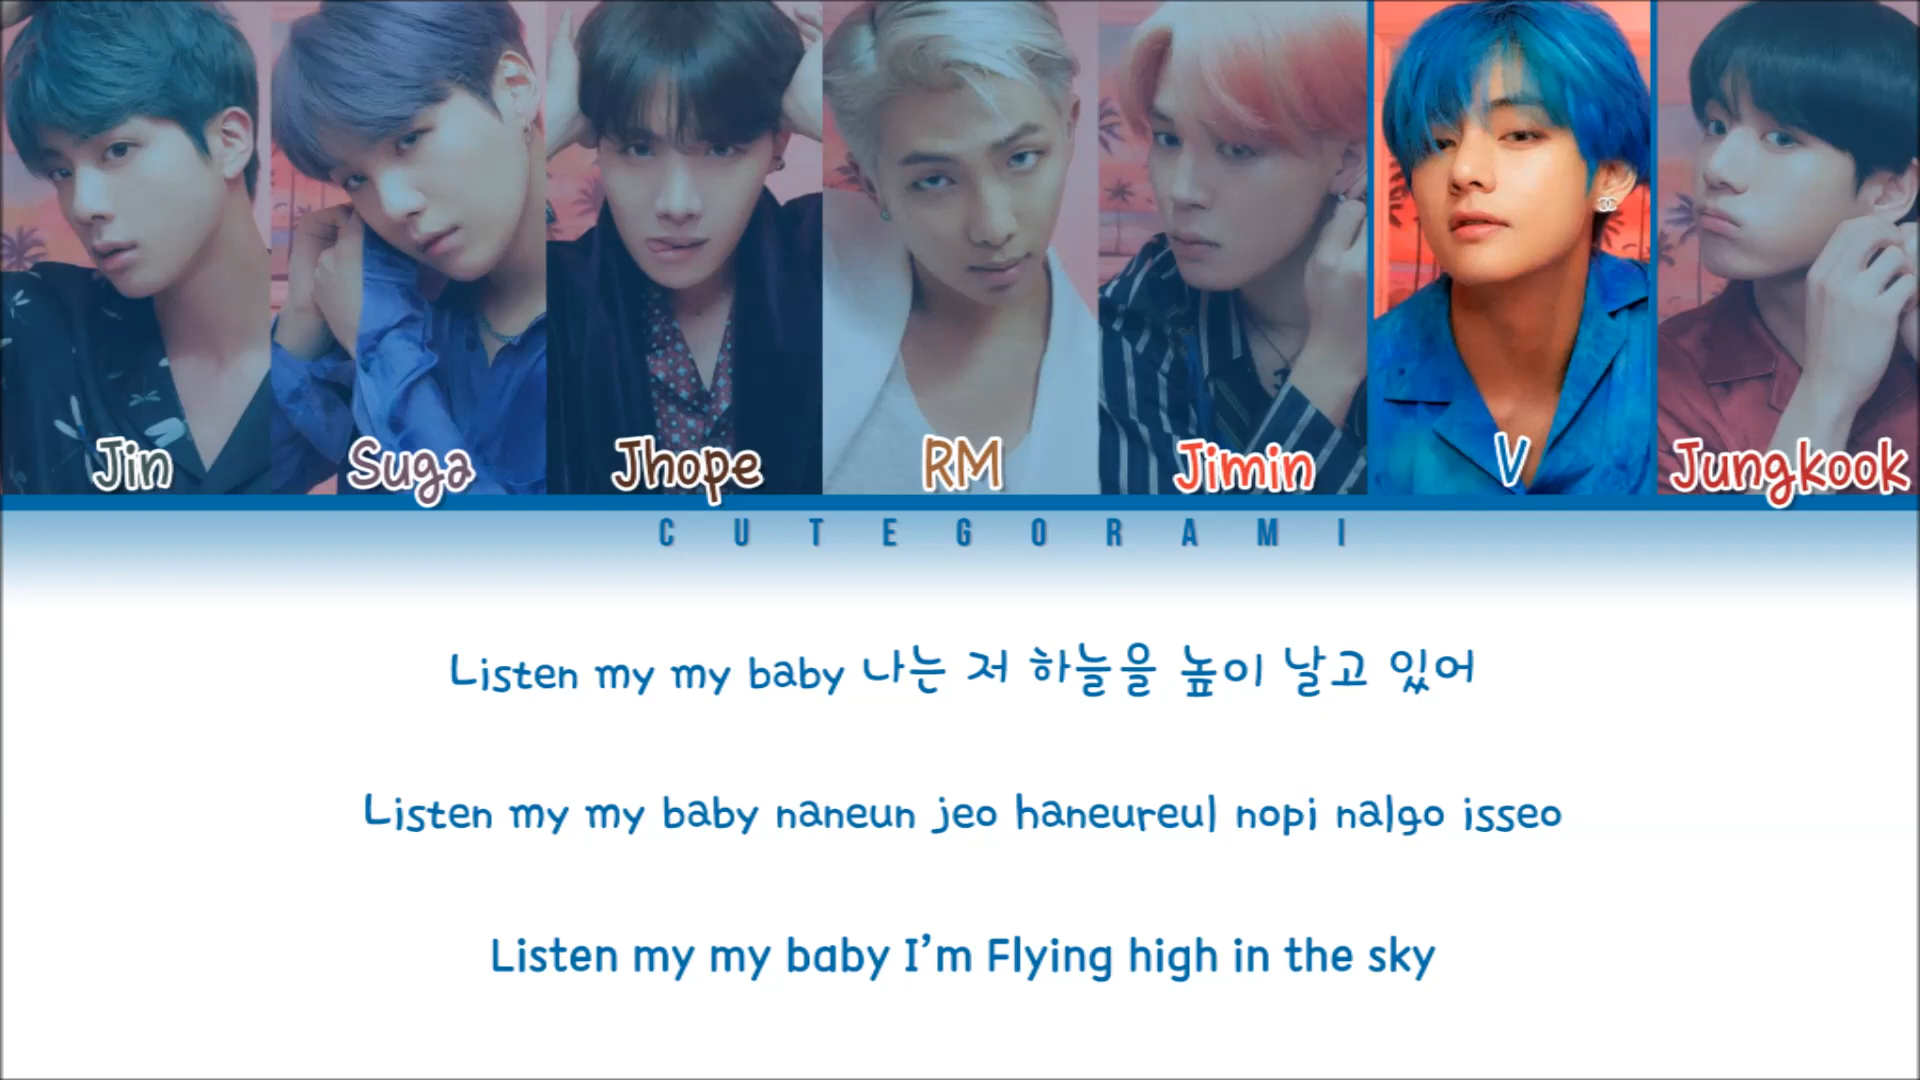 Jin Suga Jhope RM Jimin V Jungkook
CUTEGORAMI
Listen my my baby 나는 저 하늘을 높이 날고 있어
Listen my my baby naneun jeo haneureul nopi nalgo isseo
Listen my my baby I'm Flying high in the sky